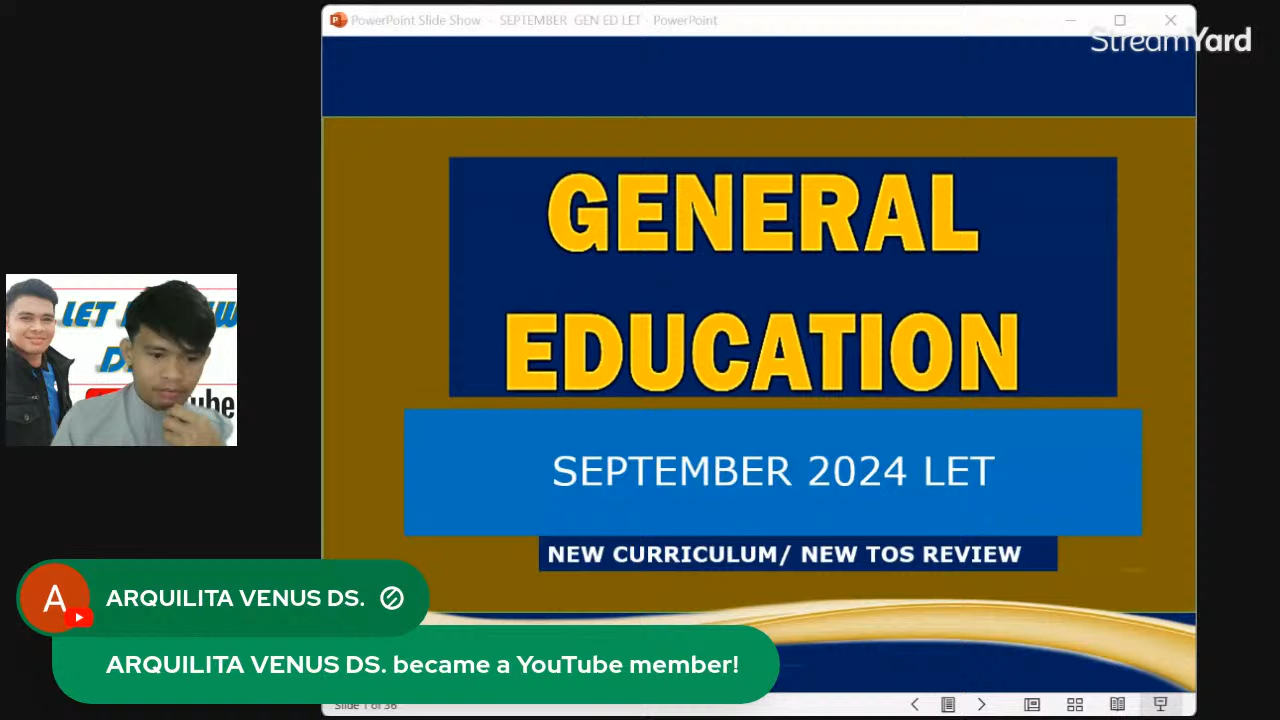 PowerPoint Slide Show - SEPTEMBER GEN ED LET - PowerPoint
StreamYard
GENERAL
EDUCATION
SEPTEMBER 2024 LET
NEW CURRICULUM/ NEW TOS REVIEW
LET
A
ARQUILITA VENUS DS.
ARQUILITA VENUS DS. became a YouTube member!
Slide 1 of 36